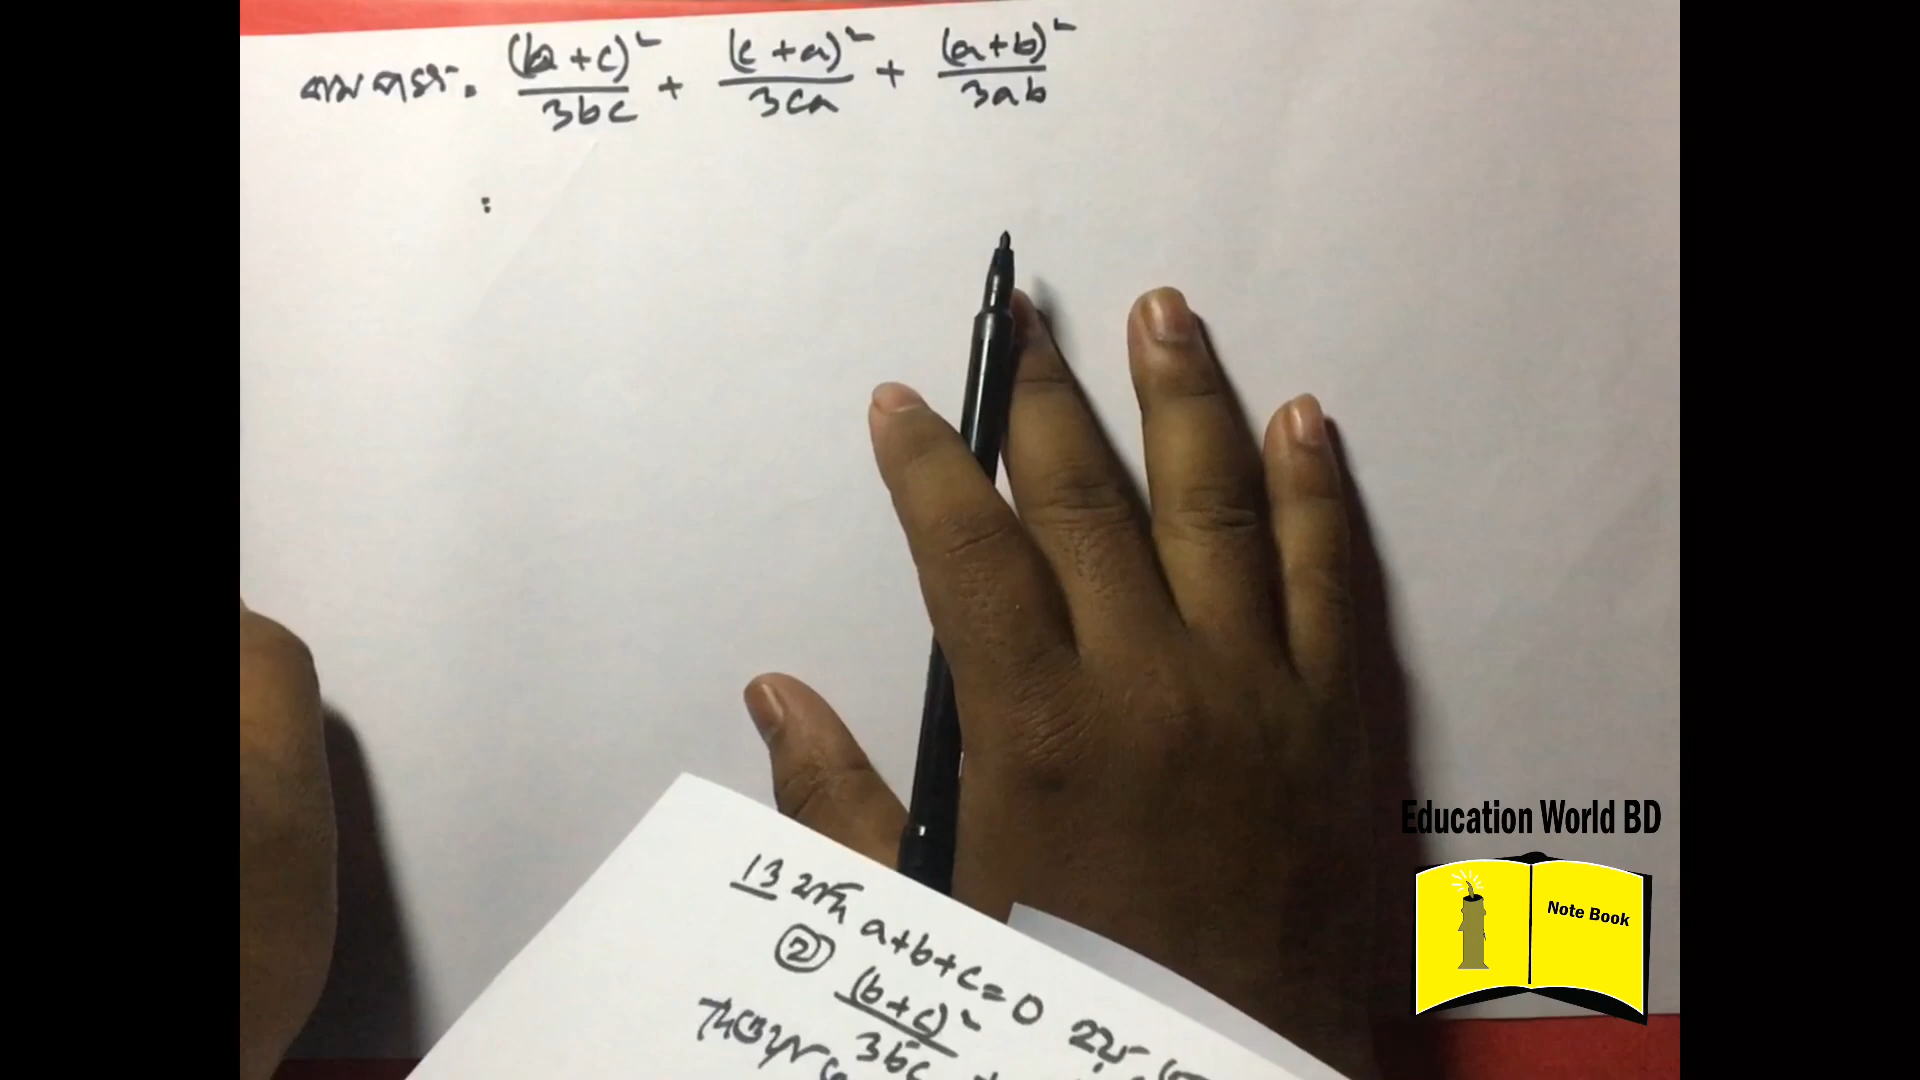 বামপক্ষ = (b+c)²/3bc + (c+a)²/3ca + (a+b)²/3ab
=
13 যদি a+b+c=0 হয়,
② (b+c)²/3bc +
Education World BD
Note Book